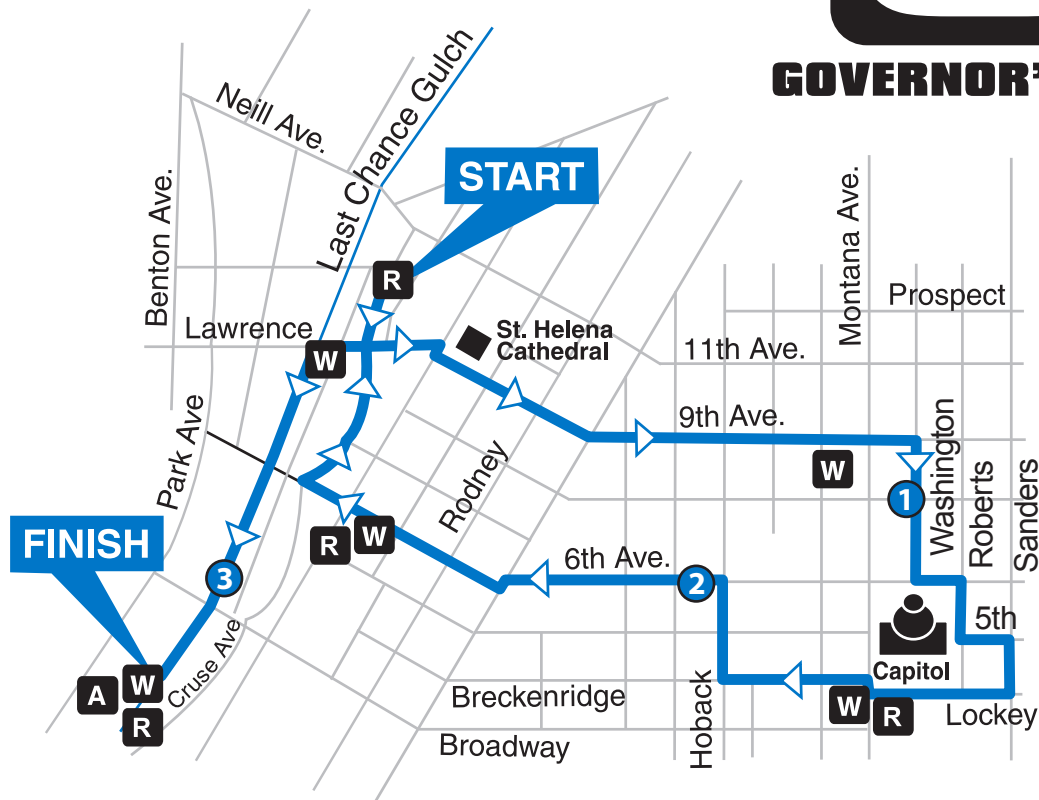 GOVERNOR'
Neill Ave.
Last Chance Gulch
START
Benton Ave.
Montana Ave.
R
Prospect
Lawrence
W
St. Helena
Cathedral
11th Ave.
9th Ave.
Park Ave
Rodney
W
1
Washington
Roberts
Sanders
FINISH
R
W
6th Ave.
2
3
5th
Cruse Ave
Capitol
A
W
R
Breckenridge
Hoback
W
R
Lockey
Broadway